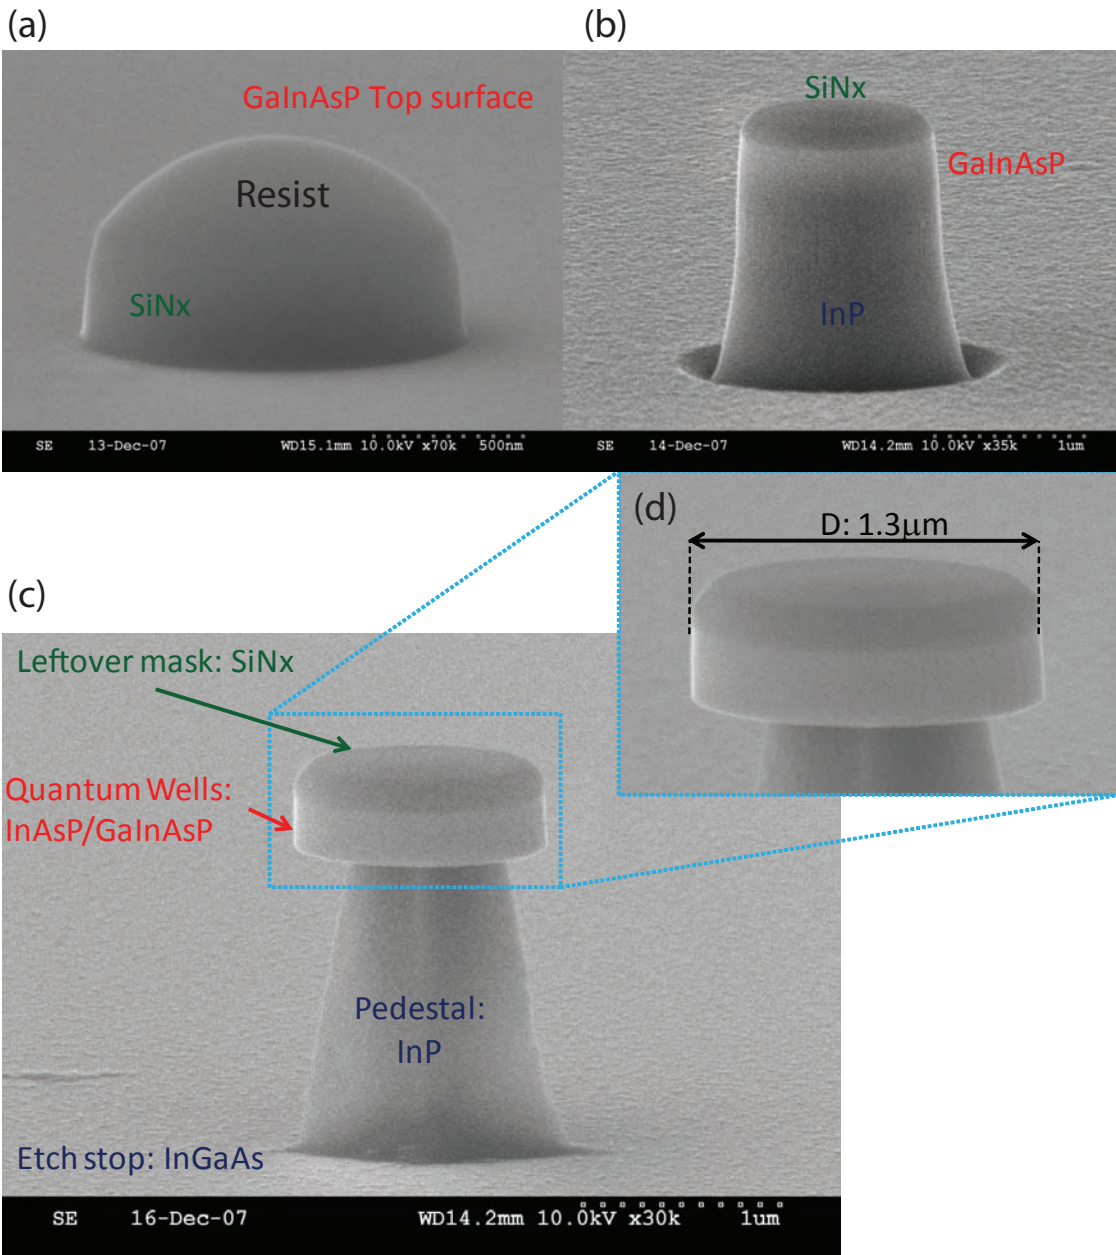 (a)
GaInAsP Top surface
Resist
SiNx
SE 13-Dec-07 WD15.1mm 10.0kV x70k 500nm
(b)
SiNx
GaInAsP
InP
SE 14-Dec-07 WD14.2mm 10.0kV x35k 1um
(d)
D: 1.3μm
(c)
Leftover mask: SiNx
Quantum Wells:
InAsP/GaInAsP
Pedestal:
InP
Etch stop: InGaAs
SE 16-Dec-07 WD14.2mm 10.0kV x30k 1um